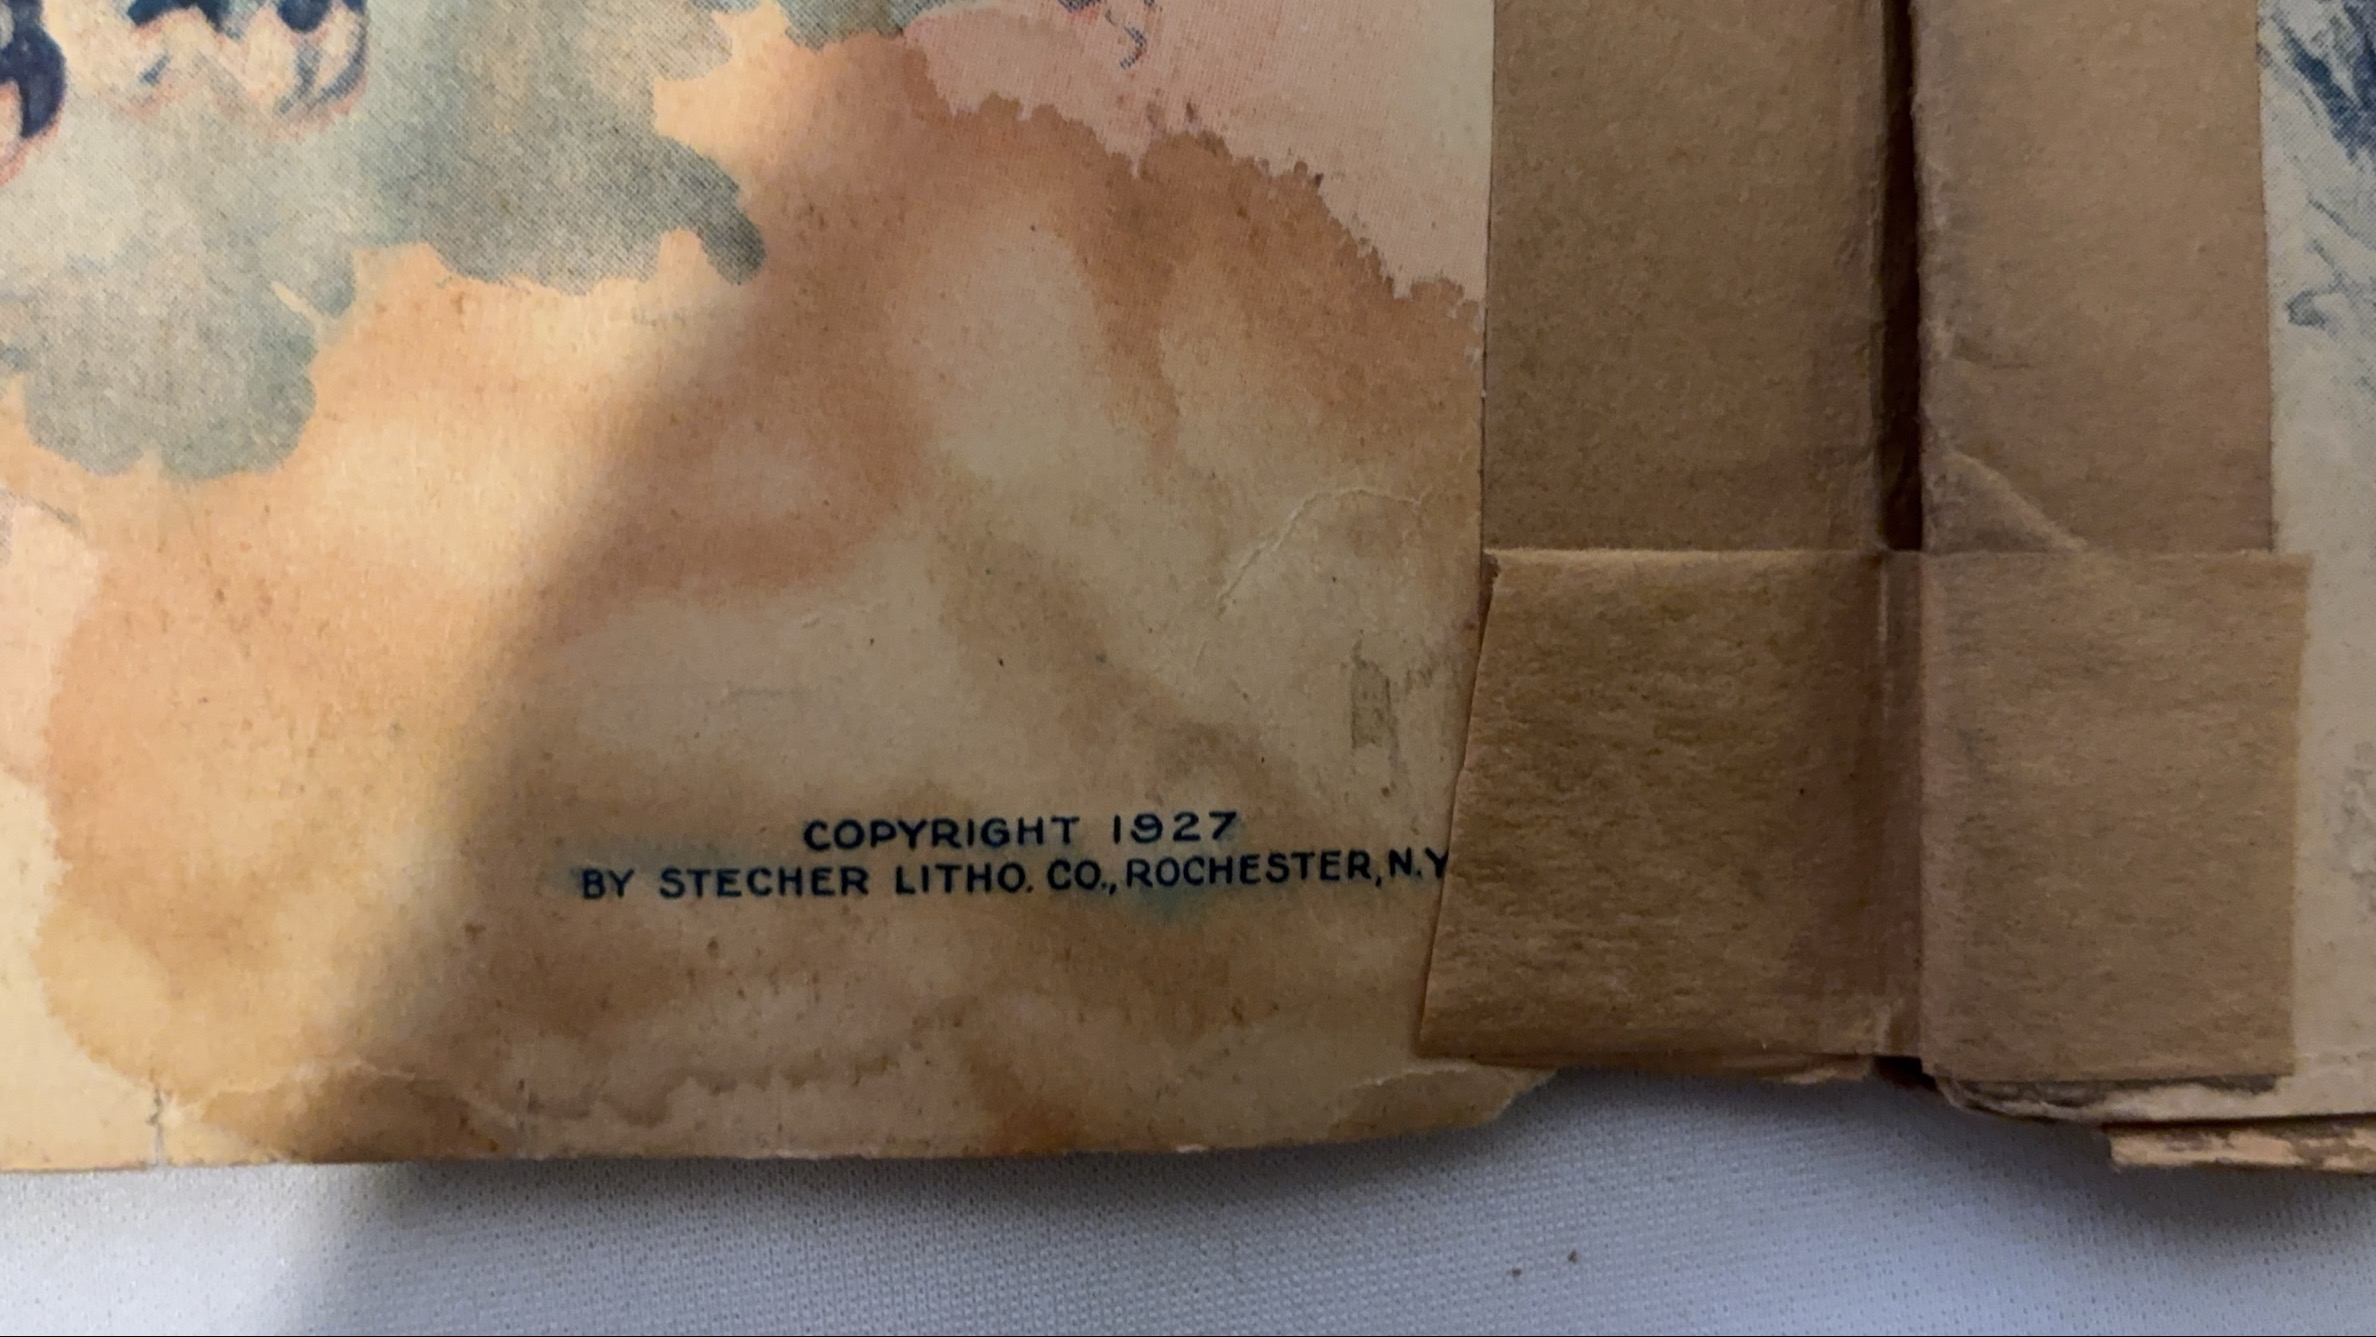 COPYRIGHT 1927
BY STECHER LITHO. CO., ROCHESTER, N.Y